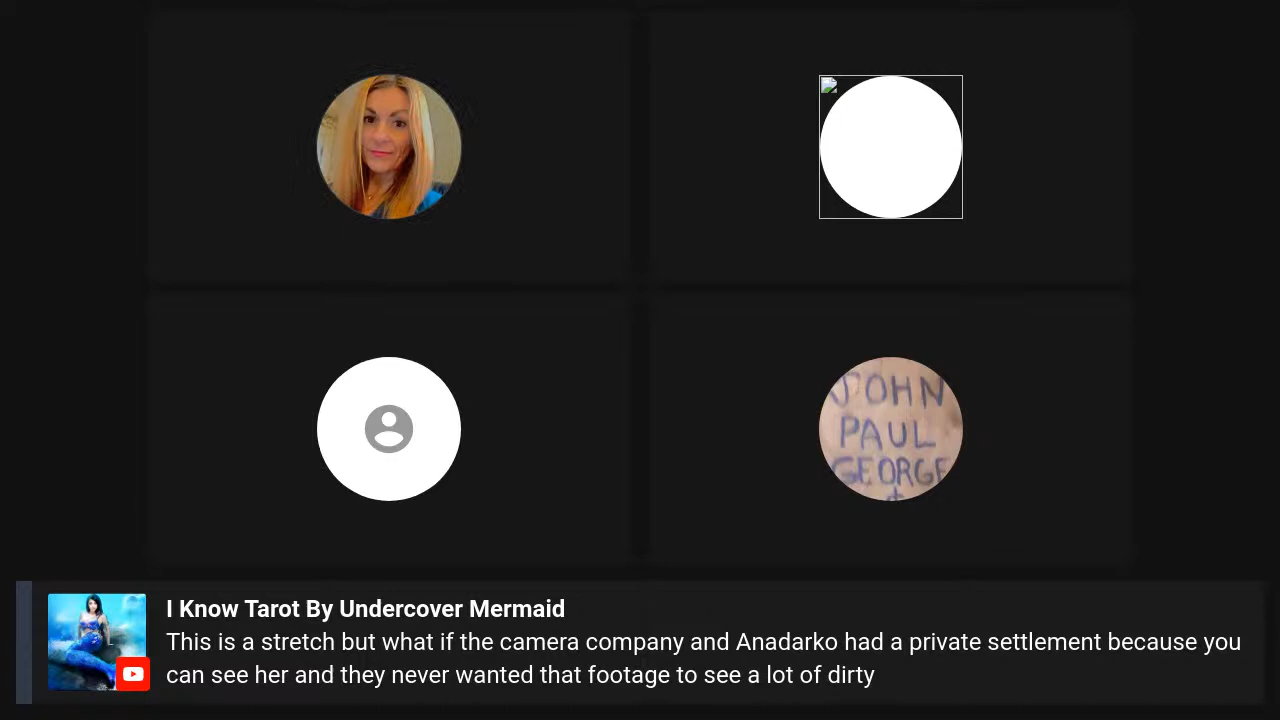 JOHN
PAUL
GEORGE
I Know Tarot By Undercover Mermaid
This is a stretch but what if the camera company and Anadarko had a private settlement because you
can see her and they never wanted that footage to see a lot of dirty